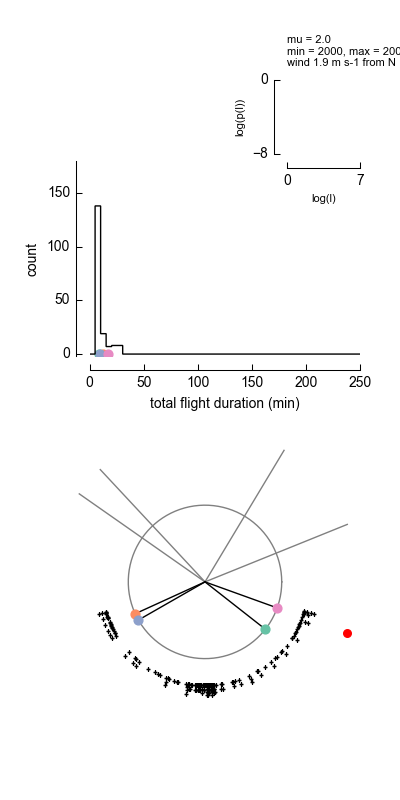 mu = 2.0
min = 2000, max = 200
wind 1.9 m s-1 from N
0
log(p(l))
−8
0 7
log(l)
150
100
count
50
0
0 50 100 150 200 250
total flight duration (min)